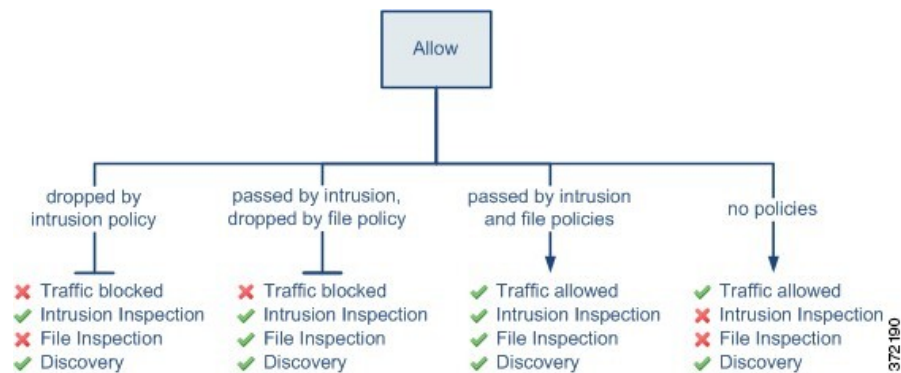 Allow
dropped by
intrusion policy
passed by intrusion,
dropped by file policy
passed by intrusion
and file policies
no policies
Traffic blocked
Intrusion Inspection
File Inspection
Discovery
Traffic blocked
Intrusion Inspection
File Inspection
Discovery
Traffic allowed
Intrusion Inspection
File Inspection
Discovery
Traffic allowed
Intrusion Inspection
File Inspection
Discovery
372190